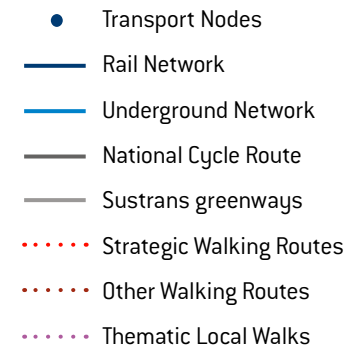 Transport Nodes
Rail Network
Underground Network
National Cycle Route
Sustrans greenways
Strategic Walking Routes
Other Walking Routes
Thematic Local Walks